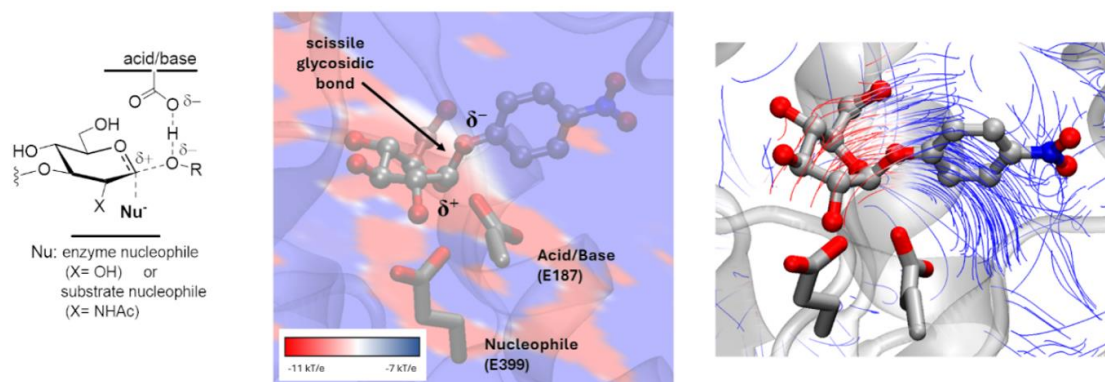 acid/base
O
O
δ–
H
OH
HO
δ+
δ–
O
O
O
R
X
Nu-
Nu: enzyme nucleophile
(X= OH) or
substrate nucleophile
(X= NHAc)
scissile
glycosidic
bond
δ–
δ+
Acid/Base
(E187)
Nucleophile
(E399)
-11 kT/e
-7 kT/e